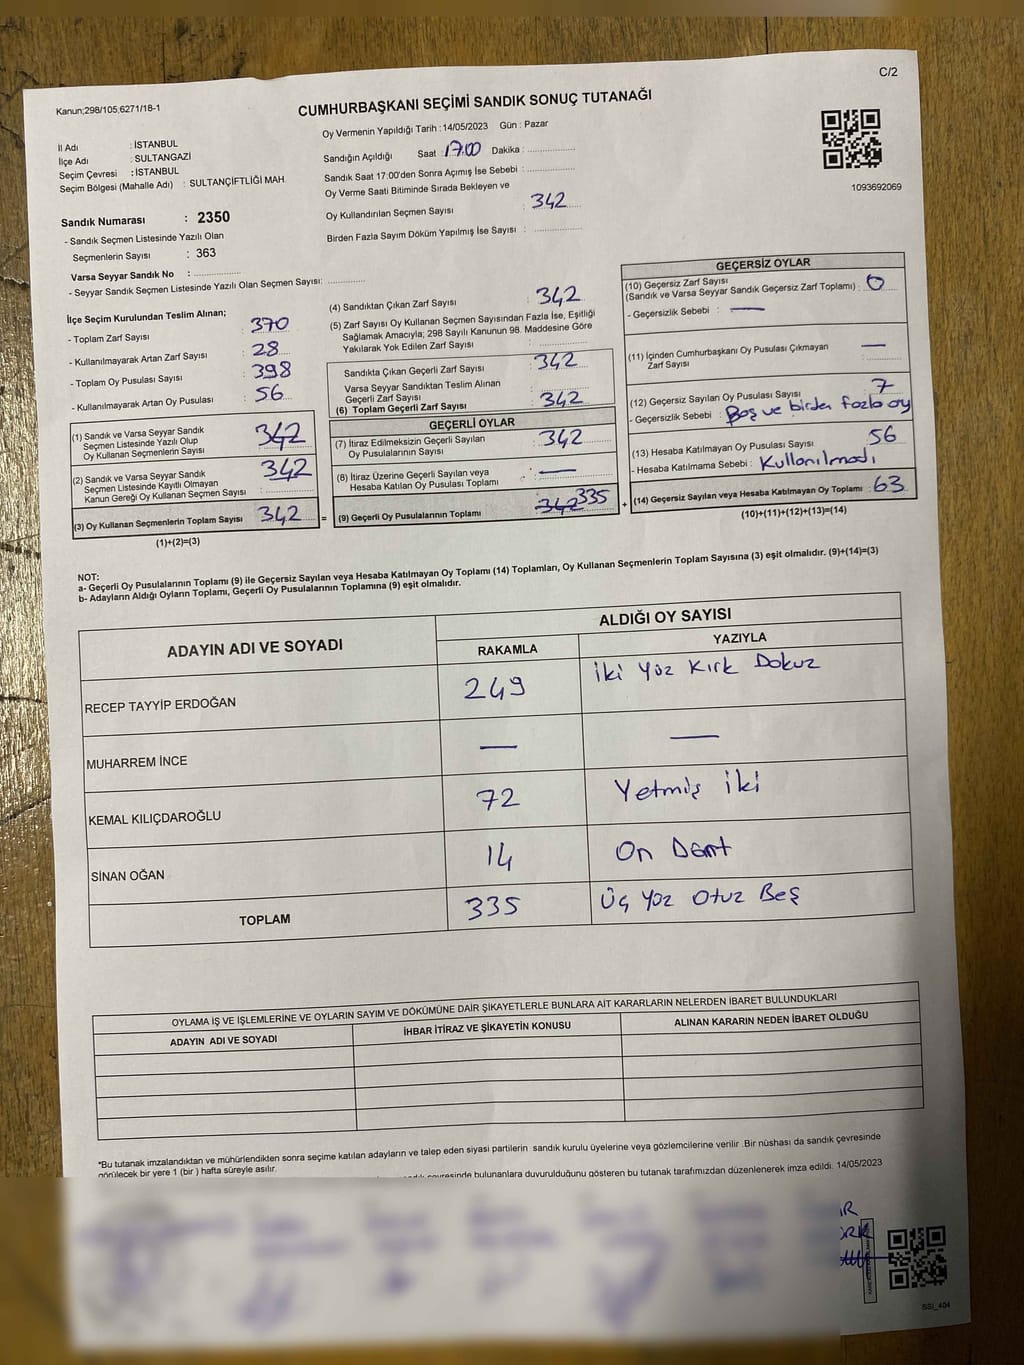 C/2
Kanun;298/105,6271/18-1
CUMHURBAŞKANI SEÇİMİ SANDIK SONUÇ TUTANAĞI
Oy Vermenin Yapıldığı Tarih : 14/05/2023 Gün : Pazar
İl Adı : İSTANBUL
İlçe Adı : SULTANGAZİ
Seçim Çevresi : İSTANBUL
Seçim Bölgesi (Mahalle Adı) : SULTANÇİFTLİĞİ MAH.
Sandığın Açıldığı Saat 17.00 Dakika : ................
Sandık Saat 17:00'den Sonra Açımış İse Sebebi : ................
Oy Verme Saati Bitiminde Sırada Bekleyen ve
Oy Kullandırılan Seçmen Sayısı : 342
Birden Fazla Sayım Döküm Yapılmış İse Sayısı : ................
1093692069
Sandık Numarası : 2350
- Sandık Seçmen Listesinde Yazılı Olan
Seçmenlerin Sayısı : 363
Varsa Seyyar Sandık No : ................
- Seyyar Sandık Seçmen Listesinde Yazılı Olan Seçmen Sayısı: ................
İlçe Seçim Kurulundan Teslim Alınan;
- Toplam Zarf Sayısı : 370
- Kullanılmayarak Artan Zarf Sayısı : 28
- Toplam Oy Pusulası Sayısı : 398
- Kullanılmayarak Artan Oy Pusulası : 56
(1) Sandık ve Varsa Seyyar Sandık
Seçmen Listesinde Yazılı Olup
Oy Kullanan Seçmenlerin Sayısı : 342
(2) Sandık ve Varsa Seyyar Sandık
Seçmen Listesinde Kayıtlı Olmayan
Kanun Gereği Oy Kullanan Seçmen Sayısı : 342
(3) Oy Kullanan Seçmenlerin Toplam Sayısı 342 =
(1)+(2)=(3)
(4) Sandıktan Çıkan Zarf Sayısı : 342
(5) Zarf Sayısı Oy Kullanan Seçmen Sayısından Fazla İse, Eşitliği
Sağlamak Amacıyla; 298 Sayılı Kanunun 98. Maddesine Göre
Yakılarak Yok Edilen Zarf Sayısı : ................
Sandıkta Çıkan Geçerli Zarf Sayısı : 342
Varsa Seyyar Sandıktan Teslim Alınan
Geçerli Zarf Sayısı : ................
(6) Toplam Geçerli Zarf Sayısı : 342
GEÇERLİ OYLAR
(7) İtiraz Edilmeksizin Geçerli Sayılan
Oy Pusulalarının Sayısı : 342
(8) İtiraz Üzerine Geçerli Sayılan veya
Hesaba Katılan Oy Pusulası Toplamı : —
(9) Geçerli Oy Pusulalarının Toplamı : 342 335 +
GEÇERSİZ OYLAR
(10) Geçersiz Zarf Sayısı
(Sandık ve Varsa Seyyar Sandık Geçersiz Zarf Toplamı) : 0
- Geçersizlik Sebebi : —
(11) İçinden Cumhurbaşkanı Oy Pusulası Çıkmayan
Zarf Sayısı : —
(12) Geçersiz Sayılan Oy Pusulası Sayısı : 7
- Geçersizlik Sebebi : Boş ve birden fazla oy
(13) Hesaba Katılmayan Oy Pusulası Sayısı : 56
- Hesaba Katılmama Sebebi : Kullanılmadı
(14) Geçersiz Sayılan veya Hesaba Katılmayan Oy Toplamı : 63
(10)+(11)+(12)+(13)=(14)
NOT:
a- Geçerli Oy Pusulalarının Toplamı (9) ile Geçersiz Sayılan veya Hesaba Katılmayan Oy Toplamı (14) Toplamları, Oy Kullanan Seçmenlerin Toplam Sayısına (3) eşit olmalıdır. (9)+(14)=(3)
b- Adayların Aldığı Oyların Toplamı, Geçerli Oy Pusulalarının Toplamına (9) eşit olmalıdır.
ADAYIN ADI VE SOYADI
ALDIĞI OY SAYISI
RAKAMLA YAZIYLA
RECEP TAYYİP ERDOĞAN 249 İki Yüz Kırk Dokuz
MUHARREM İNCE — —
KEMAL KILIÇDAROĞLU 72 Yetmiş İki
SİNAN OĞAN 14 On Dört
TOPLAM 335 Üç Yüz Otuz Beş
OYLAMA İŞ VE İŞLEMLERİNE VE OYLARIN SAYIM VE DÖKÜMÜNE DAİR ŞİKAYETLERLE BUNLARA AİT KARARLARIN NELERDEN İBARET BULUNDUKLARI
ADAYIN ADI VE SOYADI İHBAR İTİRAZ VE ŞİKAYETİN KONUSU ALINAN KARARIN NEDEN İBARET OLDUĞU
*Bu tutanak imzalandıktan ve mühürlendikten sonra seçime katılan adayların ve talep eden siyasi partilerin sandık kurulu üyelerine veya gözlemcilerine verilir .Bir nüshası da sandık çevresinde
görülecek bir yere 1 (bir ) hafta süreyle asılır.
bulunanlara duyurulduğunu gösteren bu tutanak tarafımızdan düzenlenerek imza edildi. 14/05/2023
SSI_404